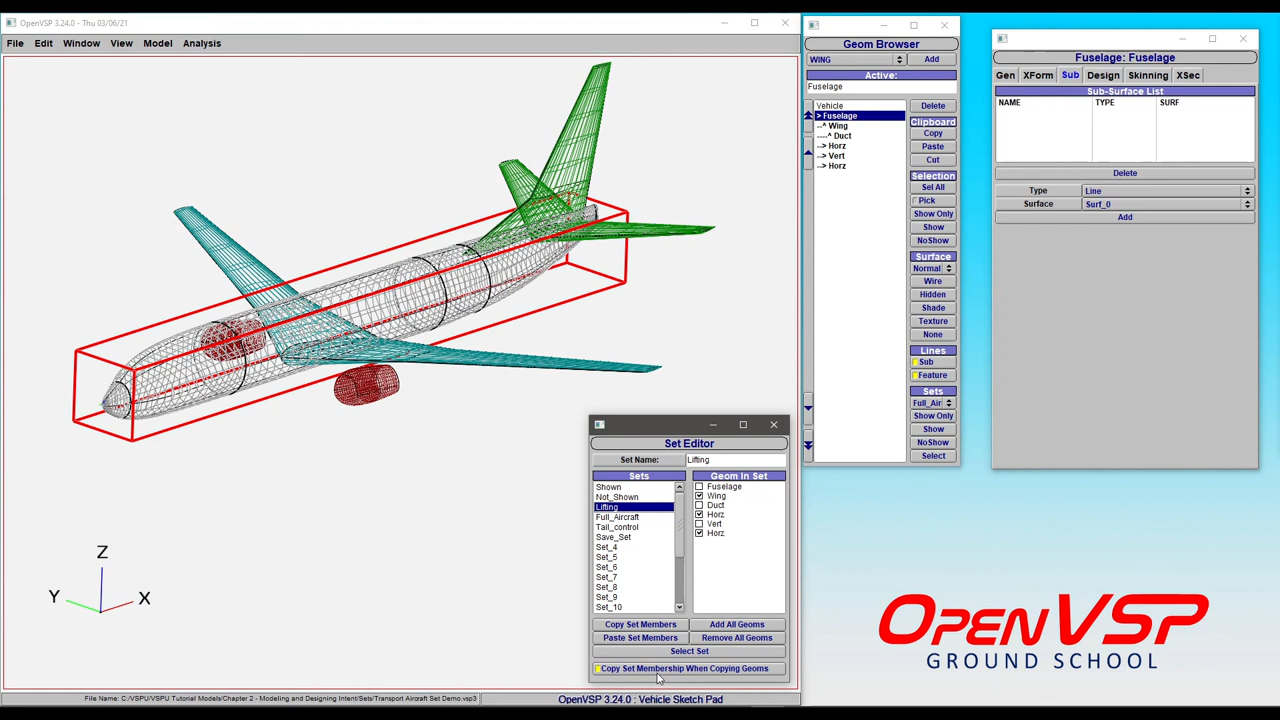 OpenVSP 3.24.0 - Thu 03/06/21
File Edit Window View Model Analysis
Z
Y X
File Name: C:/VSPU/VSPU Tutorial Models/Chapter 2 - Modeling and Designing Intent/Sets/Transport Aircraft Set Demo.vsp3
OpenVSP 3.24.0 : Vehicle Sketch Pad
Geom Browser
WING Add
Active:
Fuselage
Vehicle
> Fuselage
--^ Wing
----^ Duct
--> Horz
--> Vert
--> Horz
Delete
Clipboard
Copy
Paste
Cut
Selection
Sel All
Pick
Show Only
Show
NoShow
Surface
Normal
Wire
Hidden
Shade
Texture
None
Lines
Sub
Feature
Sets
Full_Air
Show Only
Show
NoShow
Select
Fuselage: Fuselage
Gen XForm Sub Design Skinning XSec
Sub-Surface List
NAME TYPE SURF
Delete
Type Line
Surface Surf_0
Add
Set Editor
Set Name: Lifting
Sets
Shown
Not_Shown
Lifting
Full_Aircraft
Tail_control
Save_Set
Set_4
Set_5
Set_6
Set_7
Set_8
Set_9
Set_10
Geom In Set
Fuselage
Wing
Duct
Horz
Vert
Horz
Copy Set Members Add All Geoms
Paste Set Members Remove All Geoms
Select Set
Copy Set Membership When Copying Geoms
OPENVSP
GROUND SCHOOL